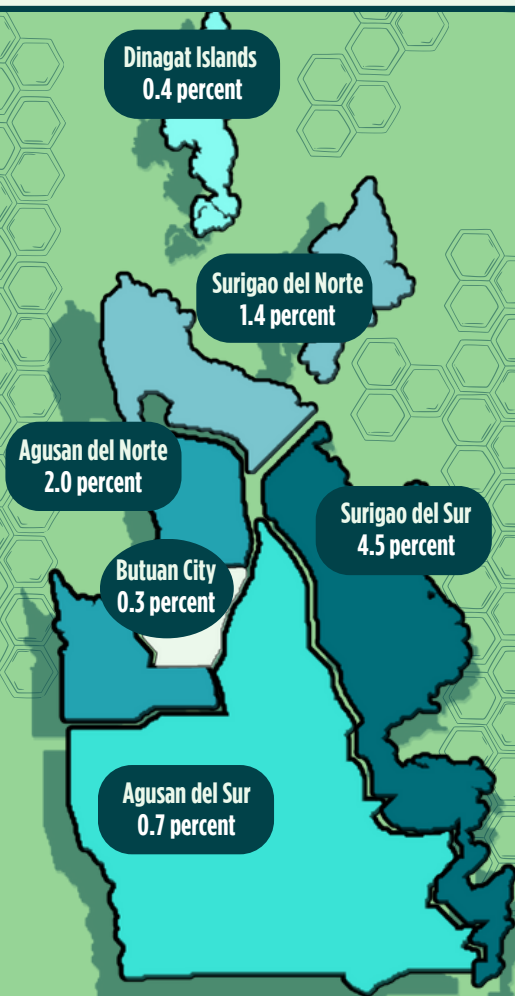 Dinagat Islands
0.4 percent
Surigao del Norte
1.4 percent
Agusan del Norte
2.0 percent
Surigao del Sur
4.5 percent
Butuan City
0.3 percent
Agusan del Sur
0.7 percent